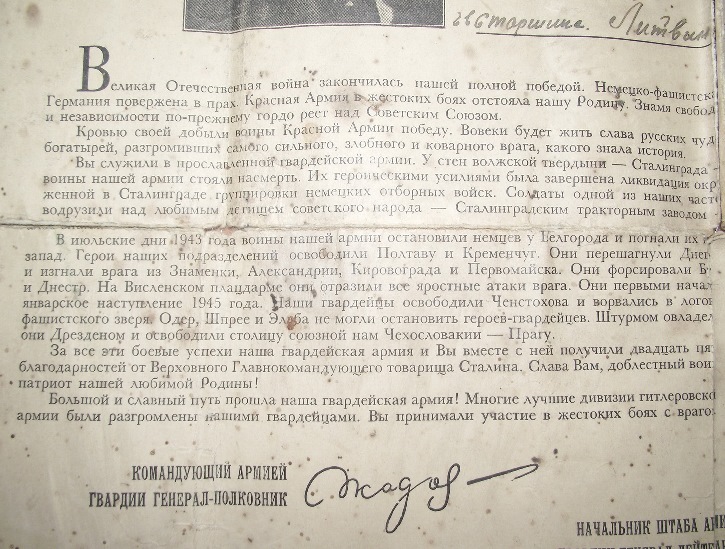 гв. Старшине. Литвин
Великая Отечественная война закончилась нашей полной победой. Немецко-фашистска
Германия повержена в прах. Красная Армия в жестоких боях отстояла нашу Родину. Знамя свобод
и независимости по-прежнему гордо реет над Советским Союзом.
Кровью своей добыли воины Красной Армии победу. Вовеки будет жить слава русских чуд
богатырей, разгромивших самого сильного, злобного и коварного врага, какого знала история.
Вы служили в прославленной гвардейской армии. У стен волжской твердыни — Сталинграда
воины нашей армии стояли насмерть. Их героическими усилиями была завершена ликвидация окр
женной в Сталинграде группировки немецких отборных войск. Солдаты одной из наших част
водрузили над любимым детищем советского народа — Сталинградским тракторным заводом
В июльские дни 1943 года воины нашей армии остановили немцев у Белгорода и погнали их
запад. Герои наших подразделений освободили Полтаву и Кременчуг. Они перешагнули Днеп
и изгнали врага из Знаменки, Александрии, Кировограда и Первомайска. Они форсировали Б
и Днестр. На Висленском плацдарме они отразили все яростные атаки врага. Они первыми начал
январское наступление 1945 года. Наши гвардейцы освободили Ченстохова и ворвались в логов
фашистского зверя. Одер, Шпрее и Эльба не могли остановить героев-гвардейцев. Штурмом овладел
они Дрезденом и освободили столицу союзной нам Чехословакии — Прагу.
За все эти боевые успехи наша гвардейская армия и Вы вместе с ней получили двадцать пя
благодарностей от Верховного Главнокомандующего товарища Сталина. Слава Вам, доблестный вои
патриот нашей любимой Родины!
Большой и славный путь прошла наша гвардейская армия! Многие лучшие дивизии гитлеровско
армии были разгромлены нашими гвардейцами. Вы принимали участие в жестоких боях с враго
КОМАНДУЮЩИЙ АРМИЕЙ
ГВАРДИИ ГЕНЕРАЛ-ПОЛКОВНИК
Жадов
НАЧАЛЬНИК ШТАБА АРМ